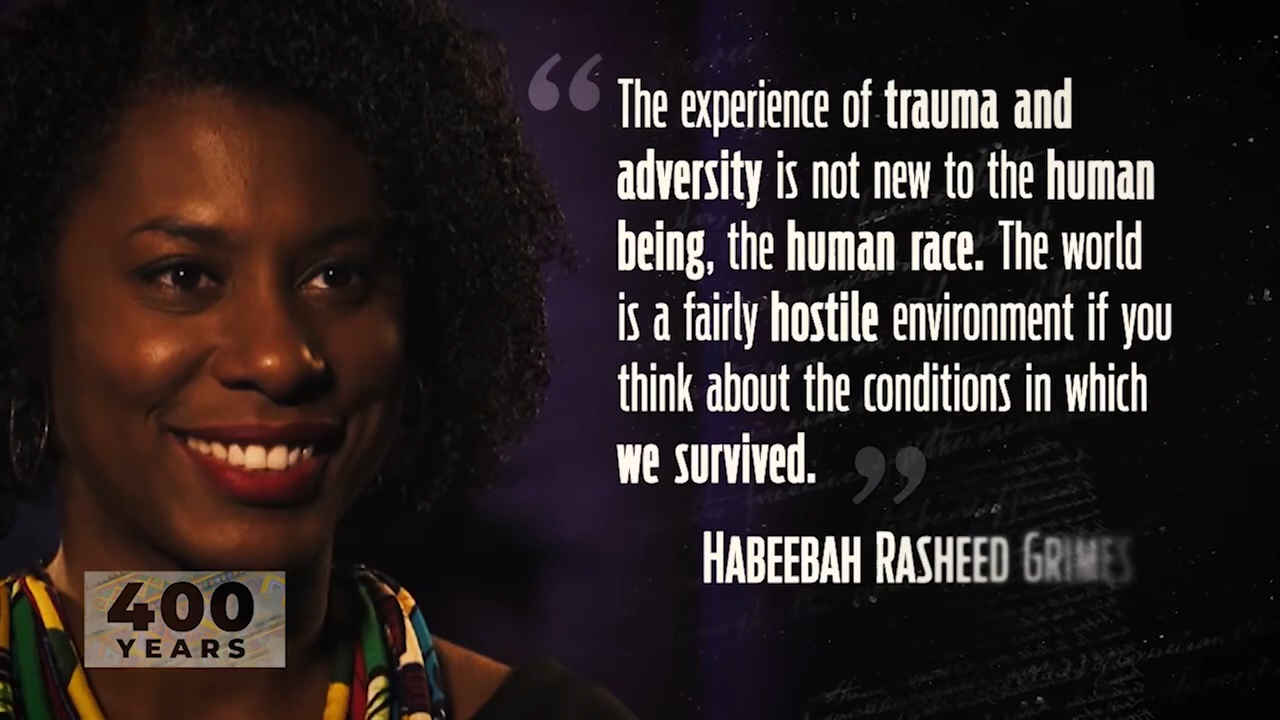 “The experience of trauma and
adversity is not new to the human
being, the human race. The world
is a fairly hostile environment if you
think about the conditions in which
we survived.”
HABEEBAH RASHEED GRIMES
400
YEARS